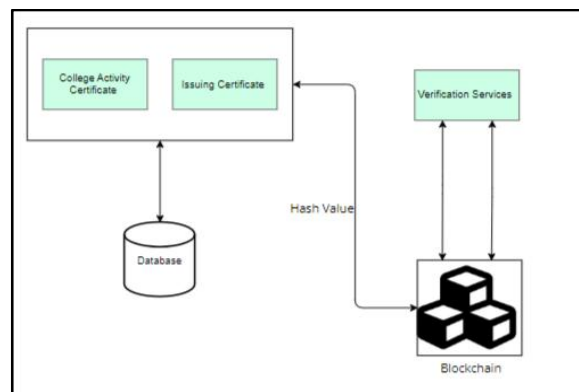 College Activity
Certificate
Issuing Certificate
Verification Services
Hash Value
Database
Blockchain